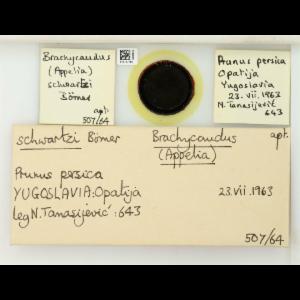 Brachycaudus
(Appelia)
schwartzi
Börner
apt.
507/64
Prunus persica
Opatija
Yugoslavia
23. vii. 1963
N. Tanasijević
643
schwartzi Börner Brachycaudus apt.
(Appelia)
Prunus persica
YUGOSLAVIA: Opatija 23.vii.1963
leg N. Tanasijević: 643
507/64